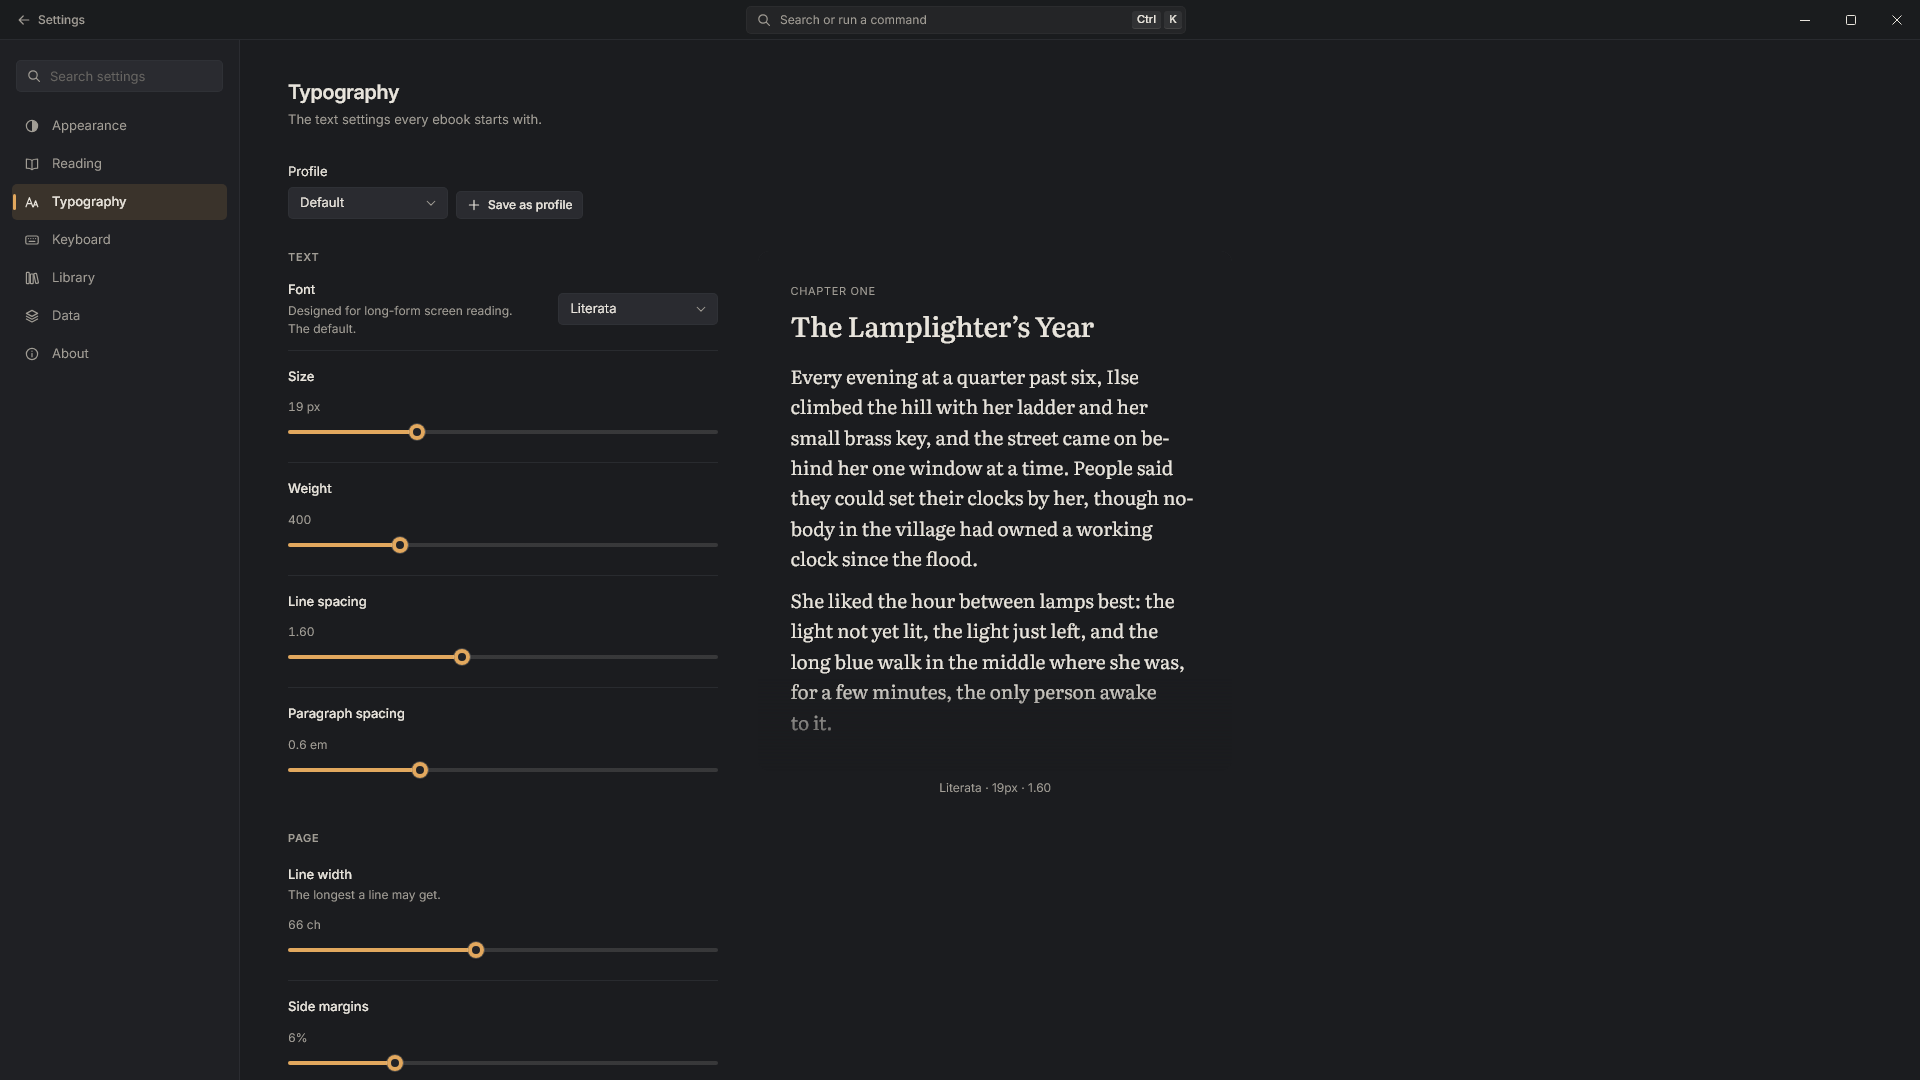 Settings
Search or run a command
Ctrl K
Search settings
Appearance
Reading
Typography
Keyboard
Library
Data
About
Typography
The text settings every ebook starts with.
Profile
Default
Save as profile
TEXT
Font
Designed for long-form screen reading.
The default.
Literata
Size
19 px
Weight
400
Line spacing
1.60
Paragraph spacing
0.6 em
PAGE
Line width
The longest a line may get.
66 ch
Side margins
6%
CHAPTER ONE
The Lamplighter’s Year
Every evening at a quarter past six, Ilse
climbed the hill with her ladder and her
small brass key, and the street came on be-
hind her one window at a time. People said
they could set their clocks by her, though no-
body in the village had owned a working
clock since the flood.
She liked the hour between lamps best: the
light not yet lit, the light just left, and the
long blue walk in the middle where she was,
for a few minutes, the only person awake
to it.
Literata · 19px · 1.60